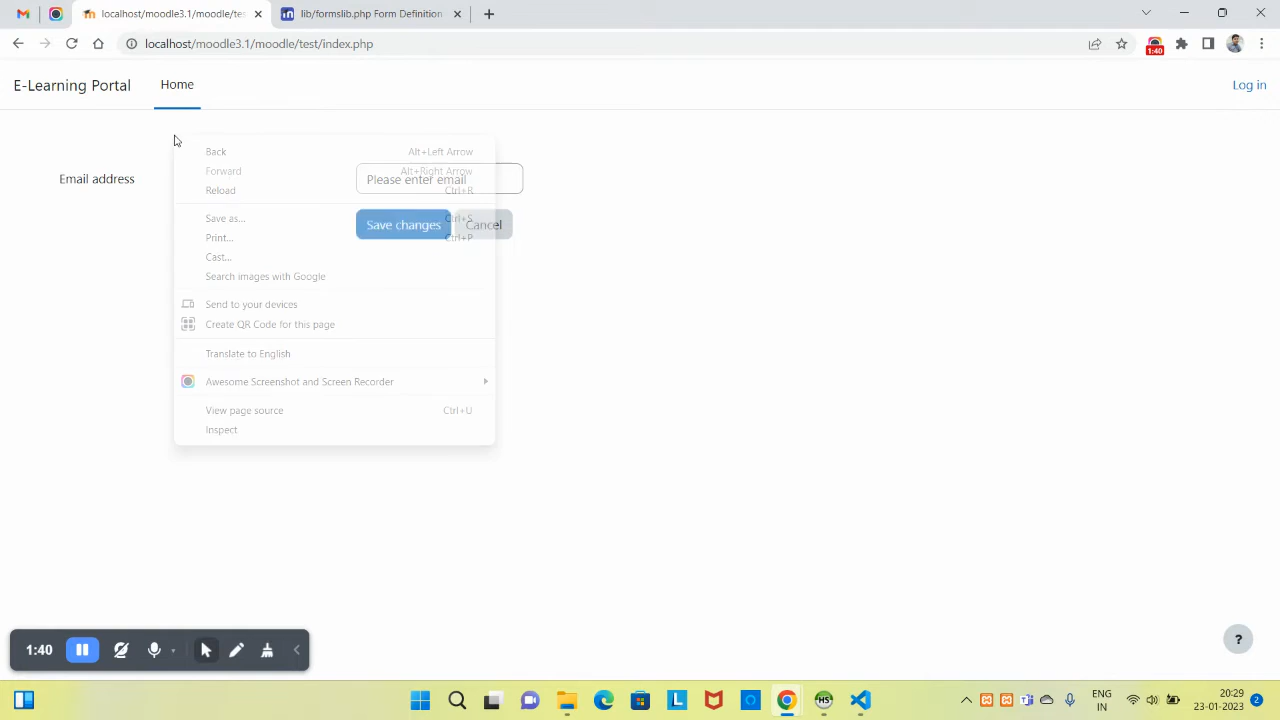 localhost/moodle3.1/moodle/tes
lib/formslib.php Form Definition
localhost/moodle3.1/moodle/test/index.php
1:40
E-Learning Portal
Home
Log in
Email address
Please enter email
Save changes
Cancel
Back Alt+Left Arrow
Forward Alt+Right Arrow
Reload Ctrl+R
Save as... Ctrl+S
Print... Ctrl+P
Cast...
Search images with Google
Send to your devices
Create QR Code for this page
Translate to English
Awesome Screenshot and Screen Recorder
View page source Ctrl+U
Inspect
1:40
?
ENG
IN
20:29
23-01-2023
2